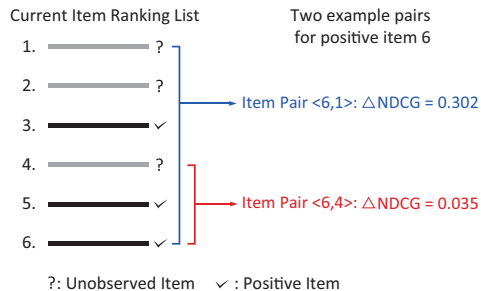 Current Item Ranking List
Two example pairs
for positive item 6
1. ?
2. ?
3. ✓
4. ?
5. ✓
6. ✓
Item Pair <6,1>: △NDCG = 0.302
Item Pair <6,4>: △NDCG = 0.035
?: Unobserved Item ✓ : Positive Item